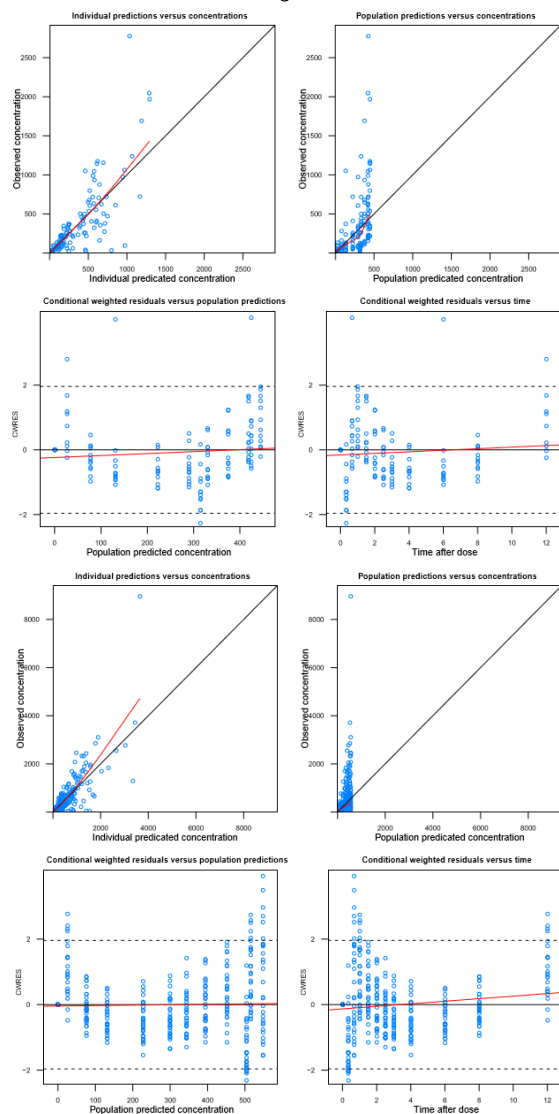 Individual predictions versus concentrations
Population predictions versus concentrations
Observed concentration
2500
2000
1500
1000
500
500 1000 1500 2000 2500
Individual predicated concentration
Observed concentration
2500
2000
1500
1000
500
500 1000 1500 2000 2500
Population predicated concentration
Conditional weighted residuals versus population predictions
Conditional weighted residuals versus time
CWRES
2
0
−2
0 100 200 300 400
Population predicted concentration
CWRES
2
0
−2
0 2 4 6 8 10 12
Time after dose
Individual predictions versus concentrations
Population predictions versus concentrations
Observed concentration
8000
6000
4000
2000
2000 4000 6000 8000
Individual predicated concentration
Observed concentration
8000
6000
4000
2000
2000 4000 6000 8000
Population predicated concentration
Conditional weighted residuals versus population predictions
Conditional weighted residuals versus time
CWRES
2
0
−2
0 100 200 300 400 500
Population predicted concentration
CWRES
2
0
−2
0 2 4 6 8 10 12
Time after dose